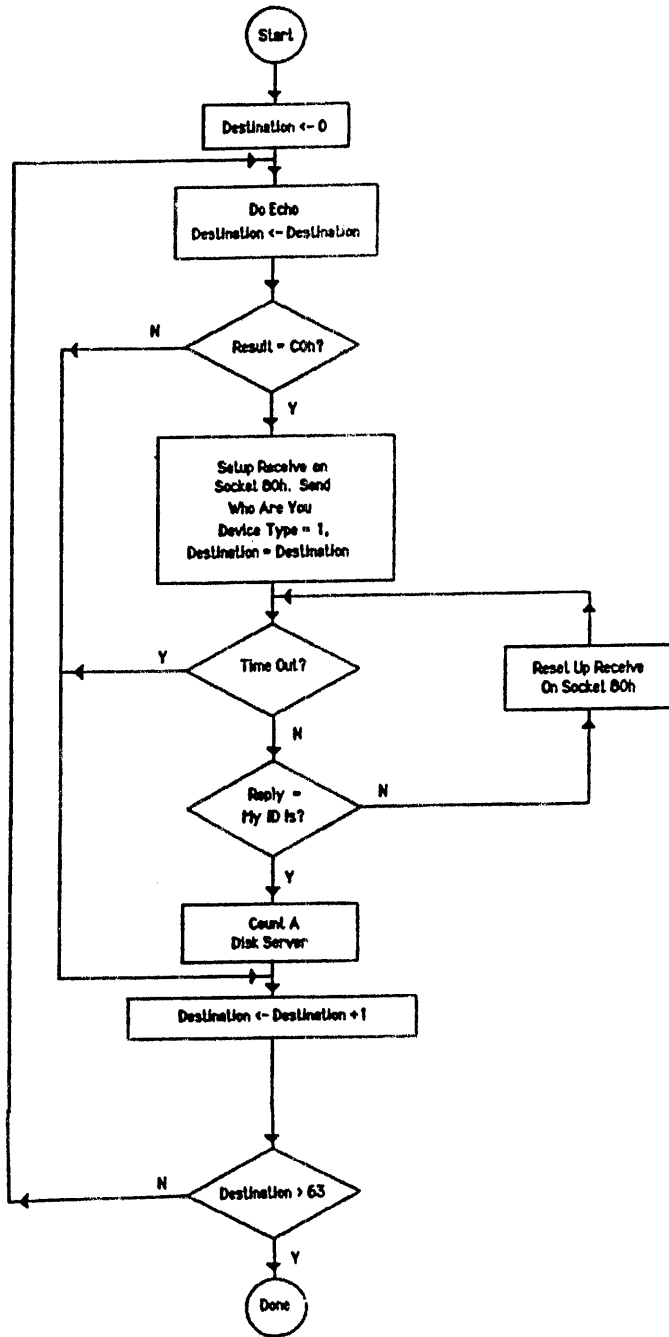 Start
Destination <- 0
Do Echo
Destination <- Destination
Result = C0h?
N
Y
Setup Receive on
Socket 80h. Send
Who Are You
Device Type = 1,
Destination = Destination
Time Out?
Y
N
Reset Up Receive
On Socket 80h
Reply =
My ID Is?
N
Y
Count A
Disk Server
Destination <- Destination +1
Destination > 63
N
Y
Done